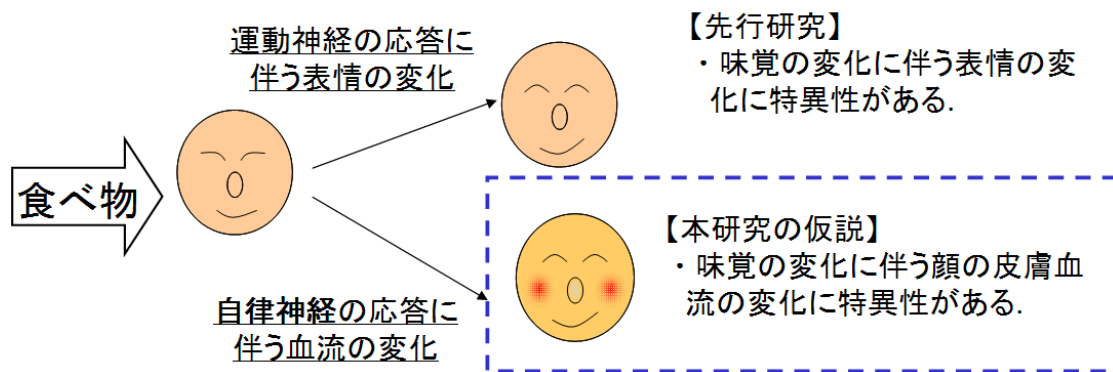 運動神経の応答に
伴う表情の変化
【先行研究】
・味覚の変化に伴う表情の変
化に特異性がある.
食べ物
【本研究の仮説】
・味覚の変化に伴う顔の皮膚血
流の変化に特異性がある.
自律神経の応答に
伴う血流の変化